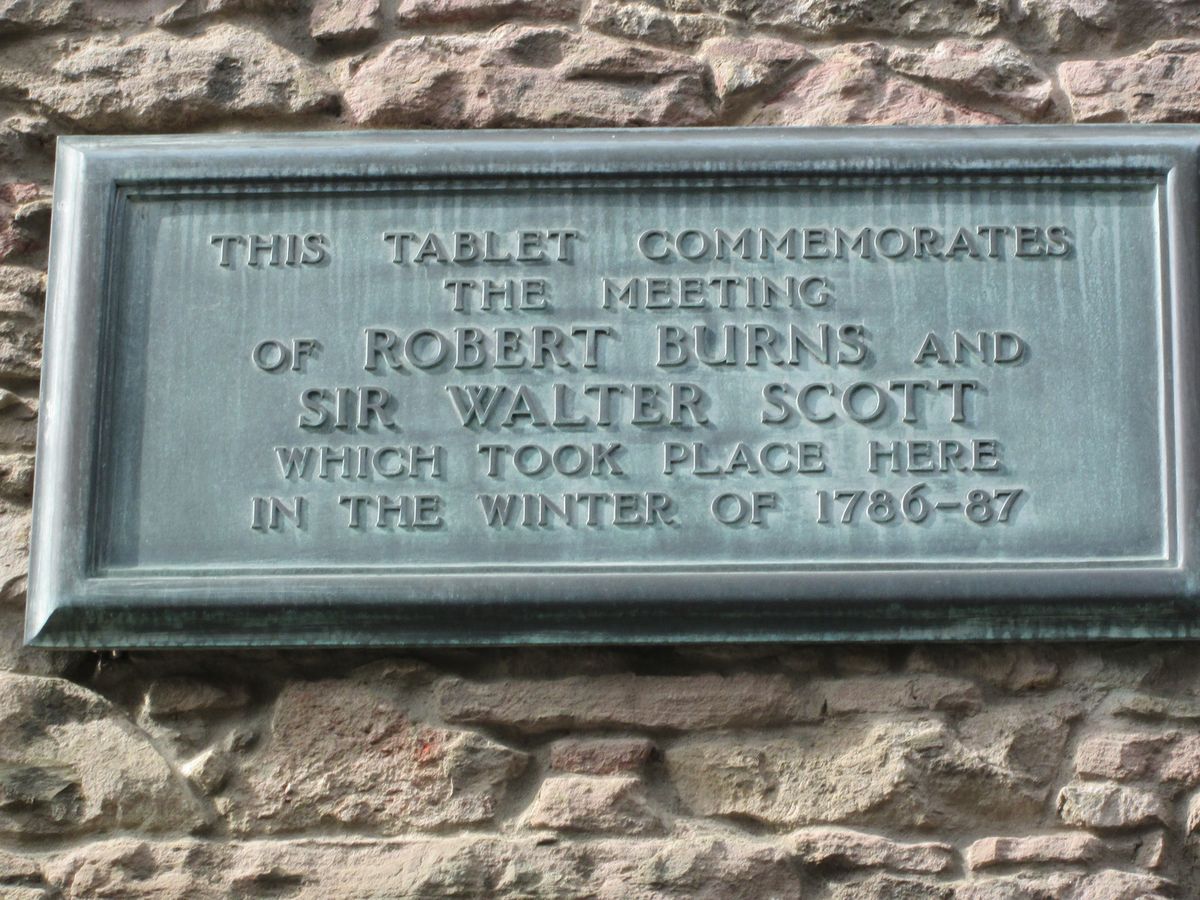 THIS TABLET COMMEMORATES
THE MEETING
OF ROBERT BURNS AND
SIR WALTER SCOTT
WHICH TOOK PLACE HERE
IN THE WINTER OF 1786-87